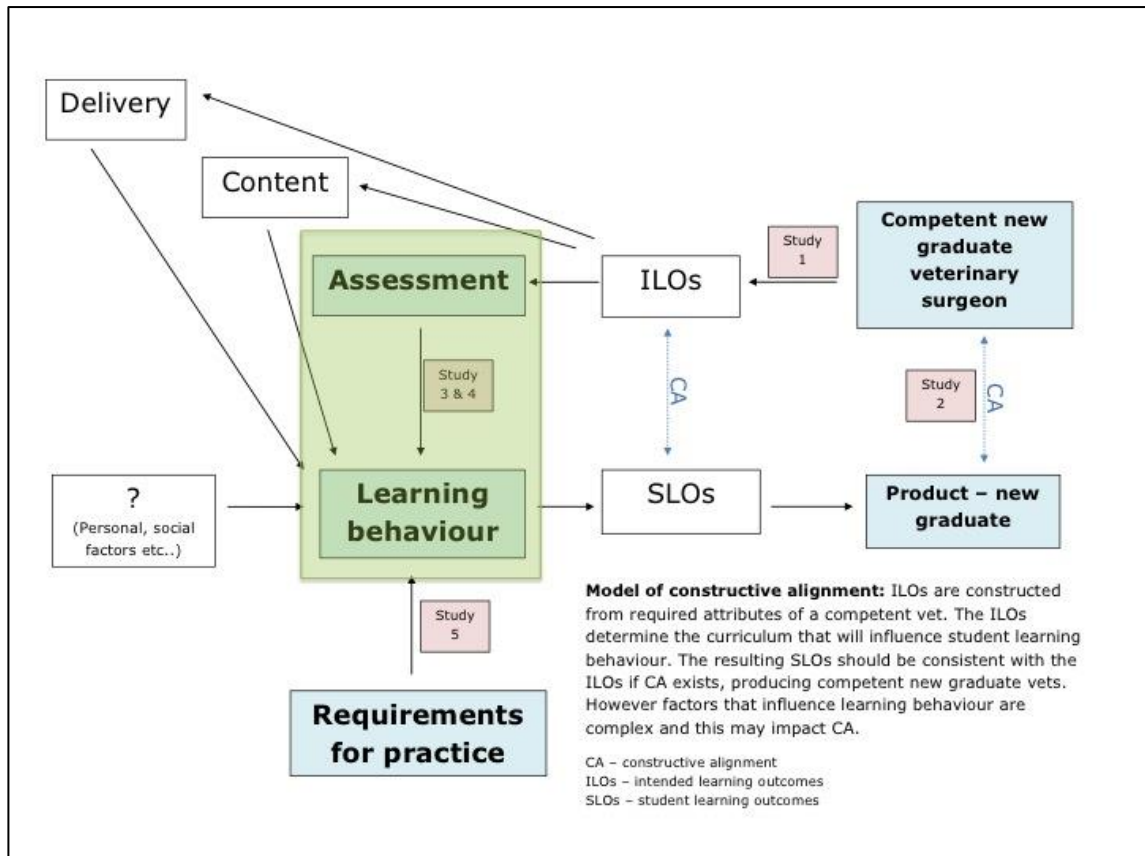 Delivery
Content
Assessment
ILOs
Study
1
Competent new
graduate
veterinary
surgeon
Study
3 & 4
CA
Study
2
CA
?
(Personal, social
factors etc..)
Learning
behaviour
SLOs
Product – new
graduate
Study
5
Requirements
for practice
Model of constructive alignment: ILOs are constructed
from required attributes of a competent vet. The ILOs
determine the curriculum that will influence student learning
behaviour. The resulting SLOs should be consistent with the
ILOs if CA exists, producing competent new graduate vets.
However factors that influence learning behaviour are
complex and this may impact CA.
CA – constructive alignment
ILOs – intended learning outcomes
SLOs – student learning outcomes